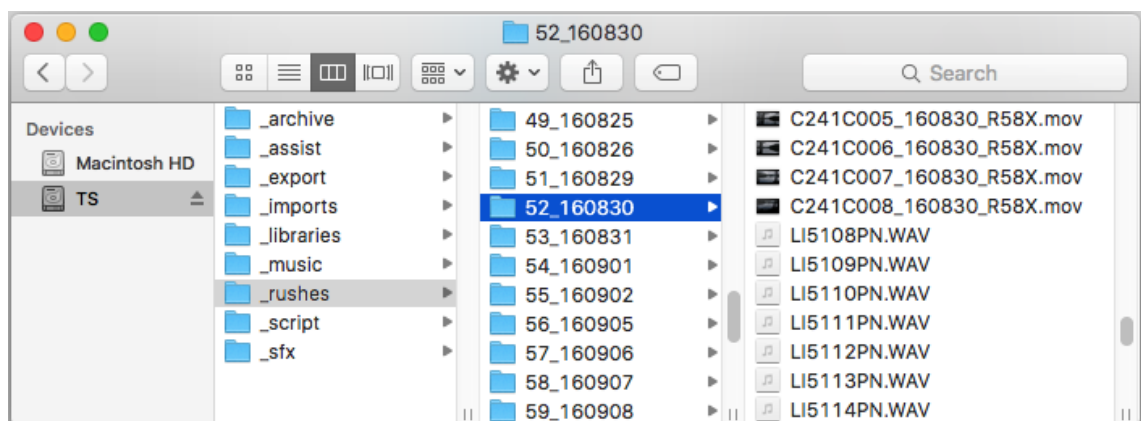 52_160830
Search
Devices
Macintosh HD
TS
_archive
_assist
_export
_imports
_libraries
_music
_rushes
_script
_sfx
49_160825
50_160826
51_160829
52_160830
53_160831
54_160901
55_160902
56_160905
57_160906
58_160907
59_160908
C241C005_160830_R58X.mov
C241C006_160830_R58X.mov
C241C007_160830_R58X.mov
C241C008_160830_R58X.mov
LI5108PN.WAV
LI5109PN.WAV
LI5110PN.WAV
LI5111PN.WAV
LI5112PN.WAV
LI5113PN.WAV
LI5114PN.WAV